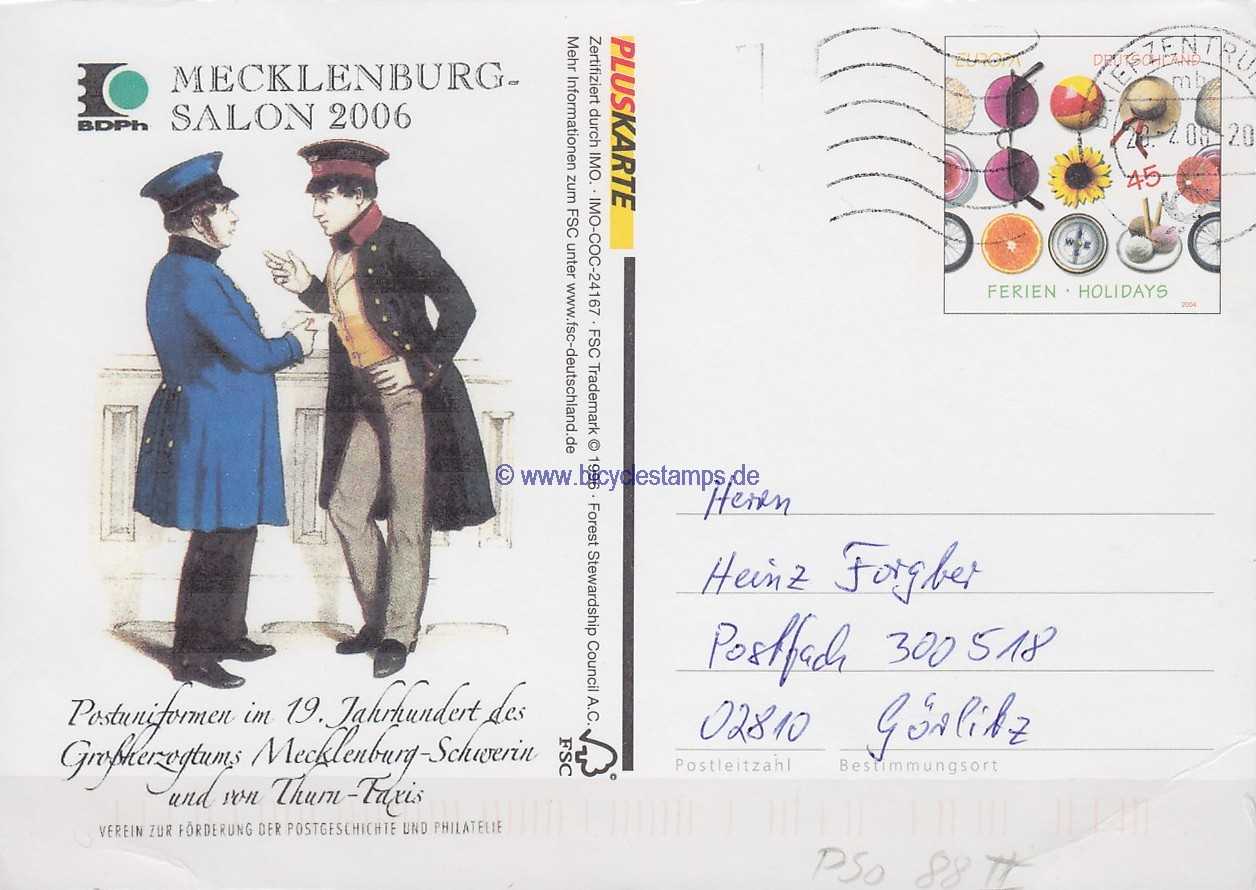 BDPh
MECKLENBURG-
SALON 2006
Postuniformen im 19. Jahrhundert des
Großherzogtums Mecklenburg-Schwerin
und von Thurn-Taxis
VEREIN ZUR FÖRDERUNG DER POSTGESCHICHTE UND PHILATELIE
PLUSKARTE
Zertifiziert durch IMO. · IMO-COC-24167 · FSC Trademark © 1996 · Forest Stewardship Council A.C.
Mehr Informationen zum FSC unter www.fsc-deutschland.de
FSC
EUROPA DEUTSCHLAND
45
W E
FERIEN · HOLIDAYS
2004
BRIEFZENTRUM
mb
© www.bicyclestamps.de
Herrn
Heinz Forgber
Postfach 300518
02810 Görlitz
Postleitzahl Bestimmungsort
PSo 88 II